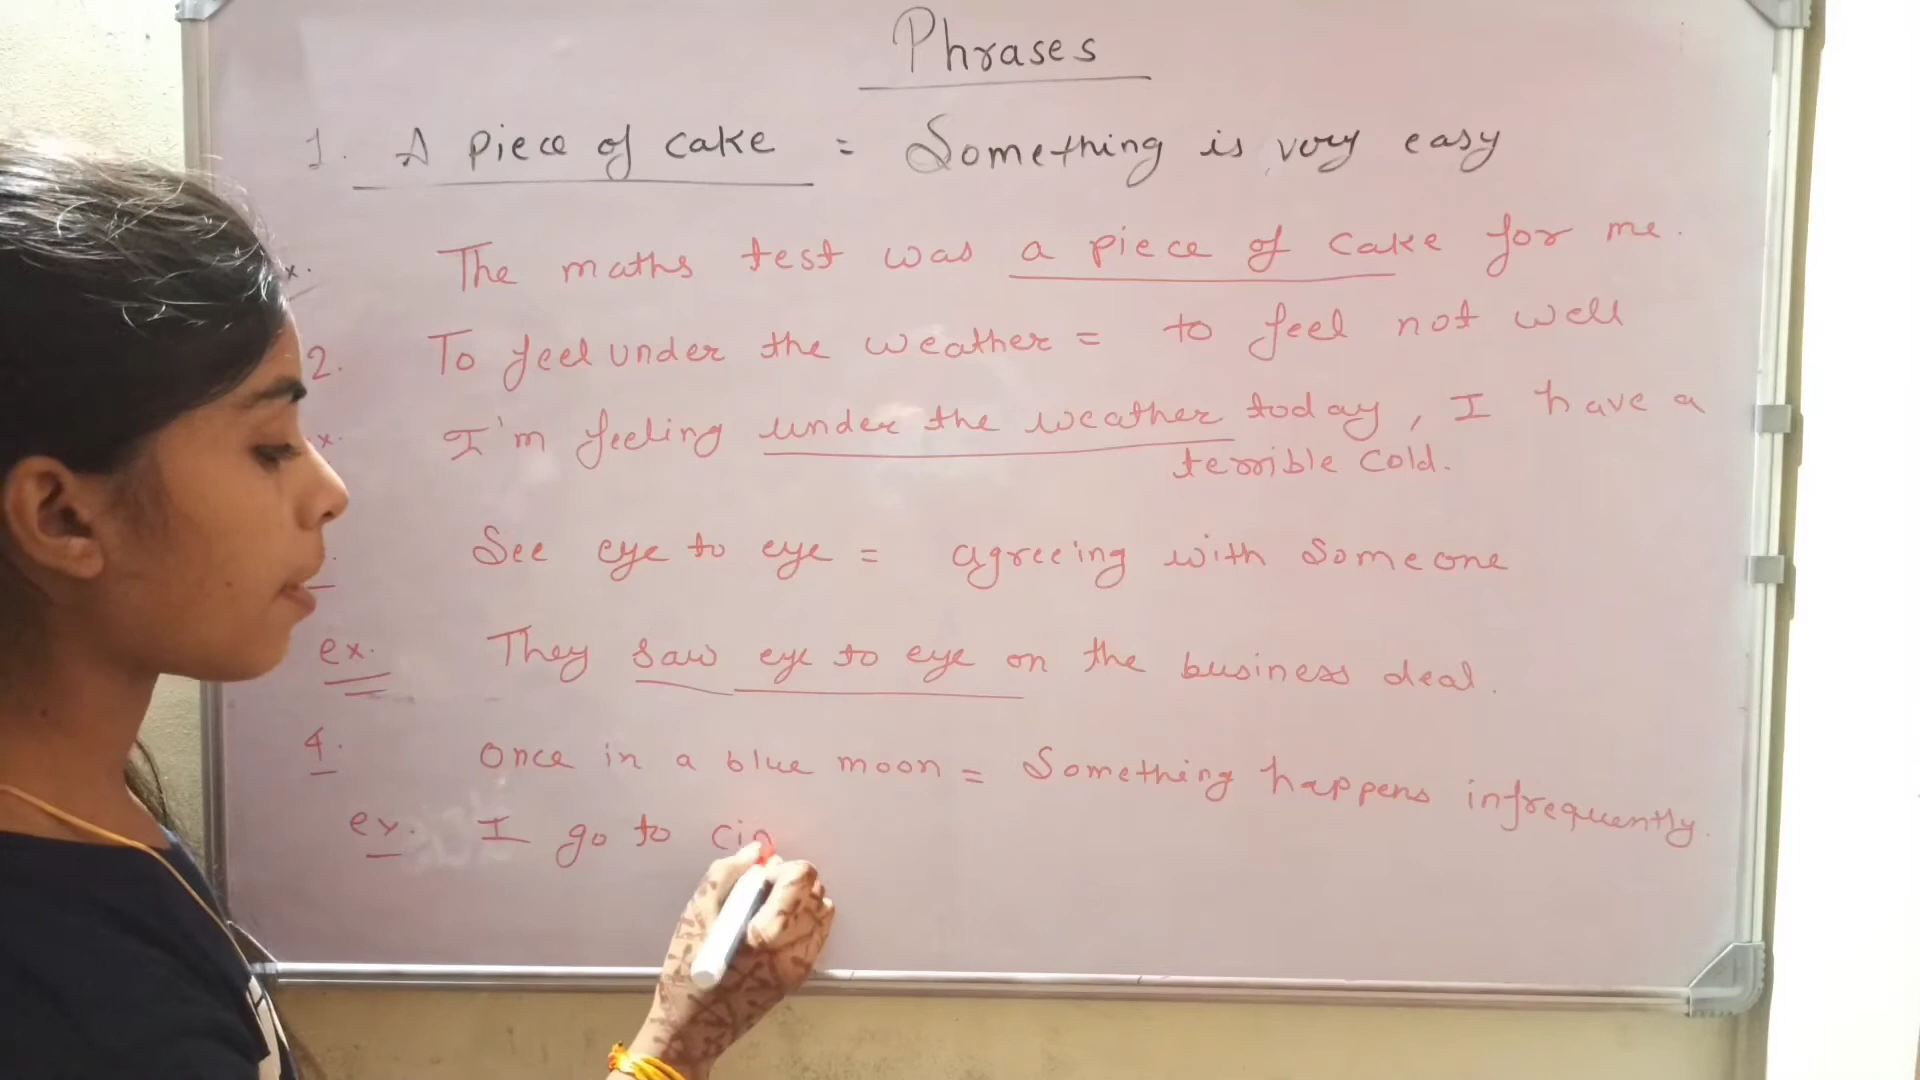 Phrases
1. A piece of cake = Something is very easy
x. The maths test was a piece of cake for me.
2. To feel under the weather = to feel not well
x. I'm feeling under the weather today, I have a
terrible cold.
See eye to eye = agreeing with someone
ex. They saw eye to eye on the business deal.
4. Once in a blue moon = Something happens infrequently.
ex. I go to cin